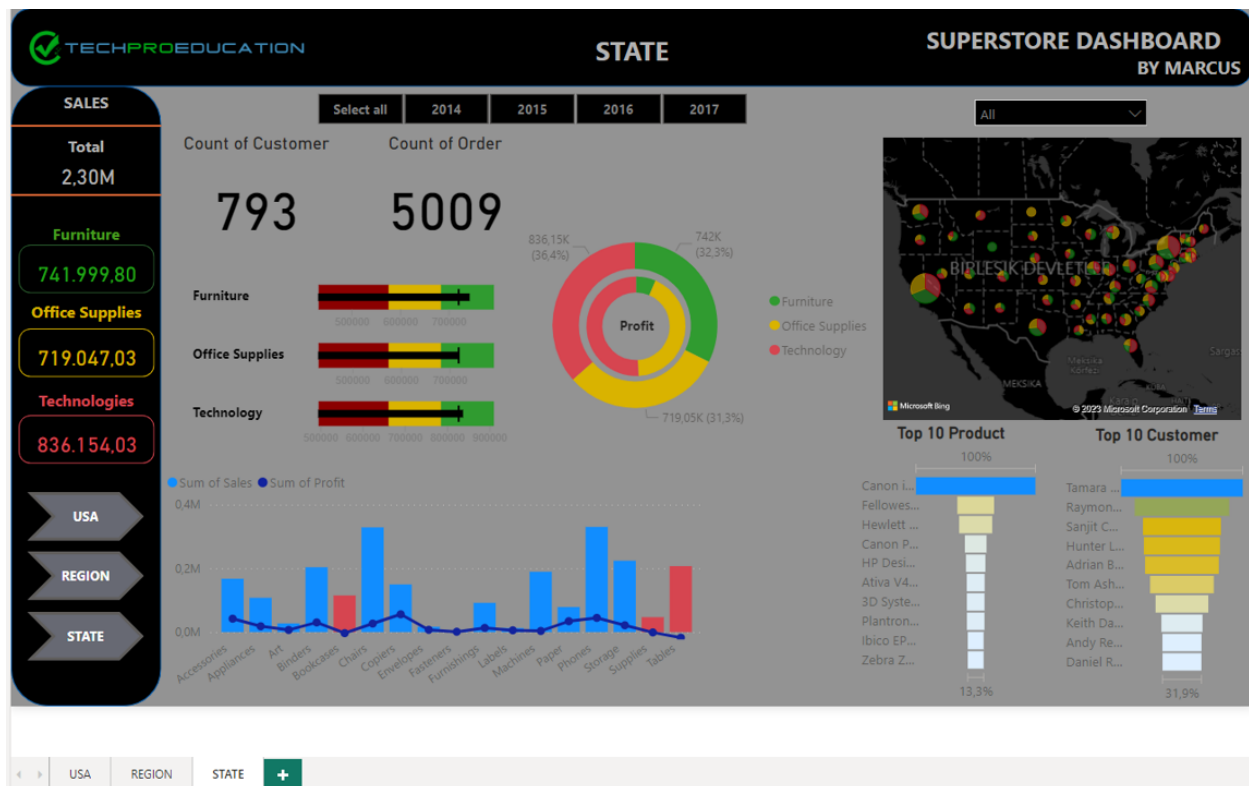 TECHPROEDUCATION
STATE
SUPERSTORE DASHBOARD
BY MARCUS
SALES
Total
2,30M
Furniture
741.999,80
Office Supplies
719.047,03
Technologies
836.154,03
USA
REGION
STATE
Select all 2014 2015 2016 2017
Count of Customer
793
Count of Order
5009
Furniture
500000 600000 700000
Office Supplies
500000 600000 700000
Technology
500000 600000 700000 800000 900000
836,15K
(36,4%)
742K
(32,3%)
Profit
719,05K (31,3%)
Furniture
Office Supplies
Technology
All
BIRLESIK DEVLETLER
MEKSIKA
Meksika
Körfezi
Sargas
Microsoft Bing
© 2023 Microsoft Corporation Terms
Sum of Sales Sum of Profit
0,4M
0,2M
0,0M
Accessories
Appliances
Art
Binders
Bookcases
Chairs
Copiers
Envelopes
Fasteners
Furnishings
Labels
Machines
Paper
Phones
Storage
Supplies
Tables
Top 10 Product
100%
Canon i...
Fellowes...
Hewlett ...
Canon P...
HP Desi...
Ativa V4...
3D Syste...
Plantron...
Ibico EP...
Zebra Z...
13,3%
Top 10 Customer
100%
Tamara ...
Raymon...
Sanjit C...
Hunter L...
Adrian B...
Tom Ash...
Christop...
Keith Da...
Andy Re...
Daniel R...
31,9%
USA REGION STATE +